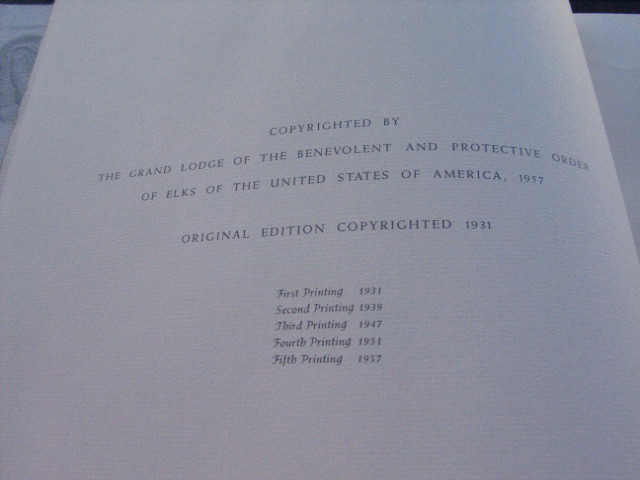 COPYRIGHTED BY
THE GRAND LODGE OF THE BENEVOLENT AND PROTECTIVE ORDER
OF ELKS OF THE UNITED STATES OF AMERICA, 1957
ORIGINAL EDITION COPYRIGHTED 1931
First Printing 1931
Second Printing 1939
Third Printing 1947
Fourth Printing 1951
Fifth Printing 1957